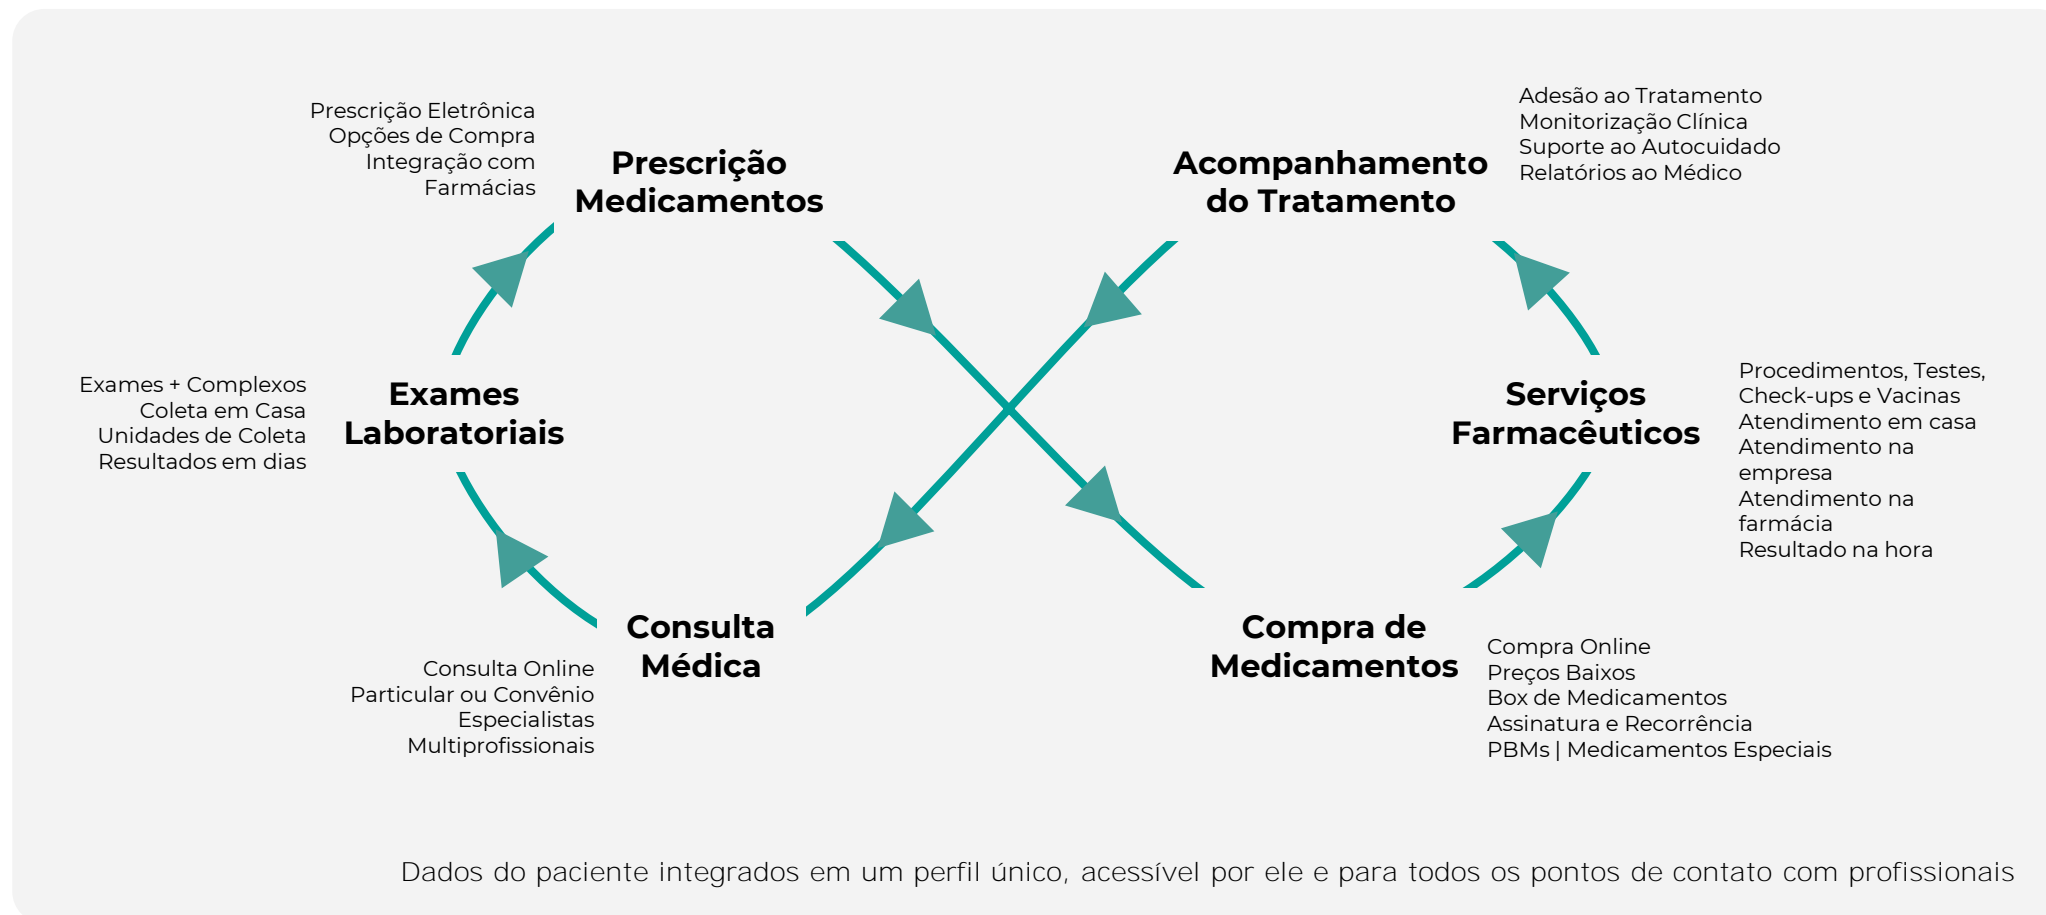 Prescrição Eletrônica
Opções de Compra
Integração com
Farmácias
Prescrição
Medicamentos
Acompanhamento
do Tratamento
Adesão ao Tratamento
Monitorização Clínica
Suporte ao Autocuidado
Relatórios ao Médico
Exames + Complexos
Coleta em Casa
Unidades de Coleta
Resultados em dias
Exames
Laboratoriais
Serviços
Farmacêuticos
Procedimentos, Testes,
Check-ups e Vacinas
Atendimento em casa
Atendimento na
empresa
Atendimento na
farmácia
Resultado na hora
Consulta
Médica
Consulta Online
Particular ou Convênio
Especialistas
Multiprofissionais
Compra de
Medicamentos
Compra Online
Preços Baixos
Box de Medicamentos
Assinatura e Recorrência
PBMs | Medicamentos Especiais
Dados do paciente integrados em um perfil único, acessível por ele e para todos os pontos de contato com profissionais